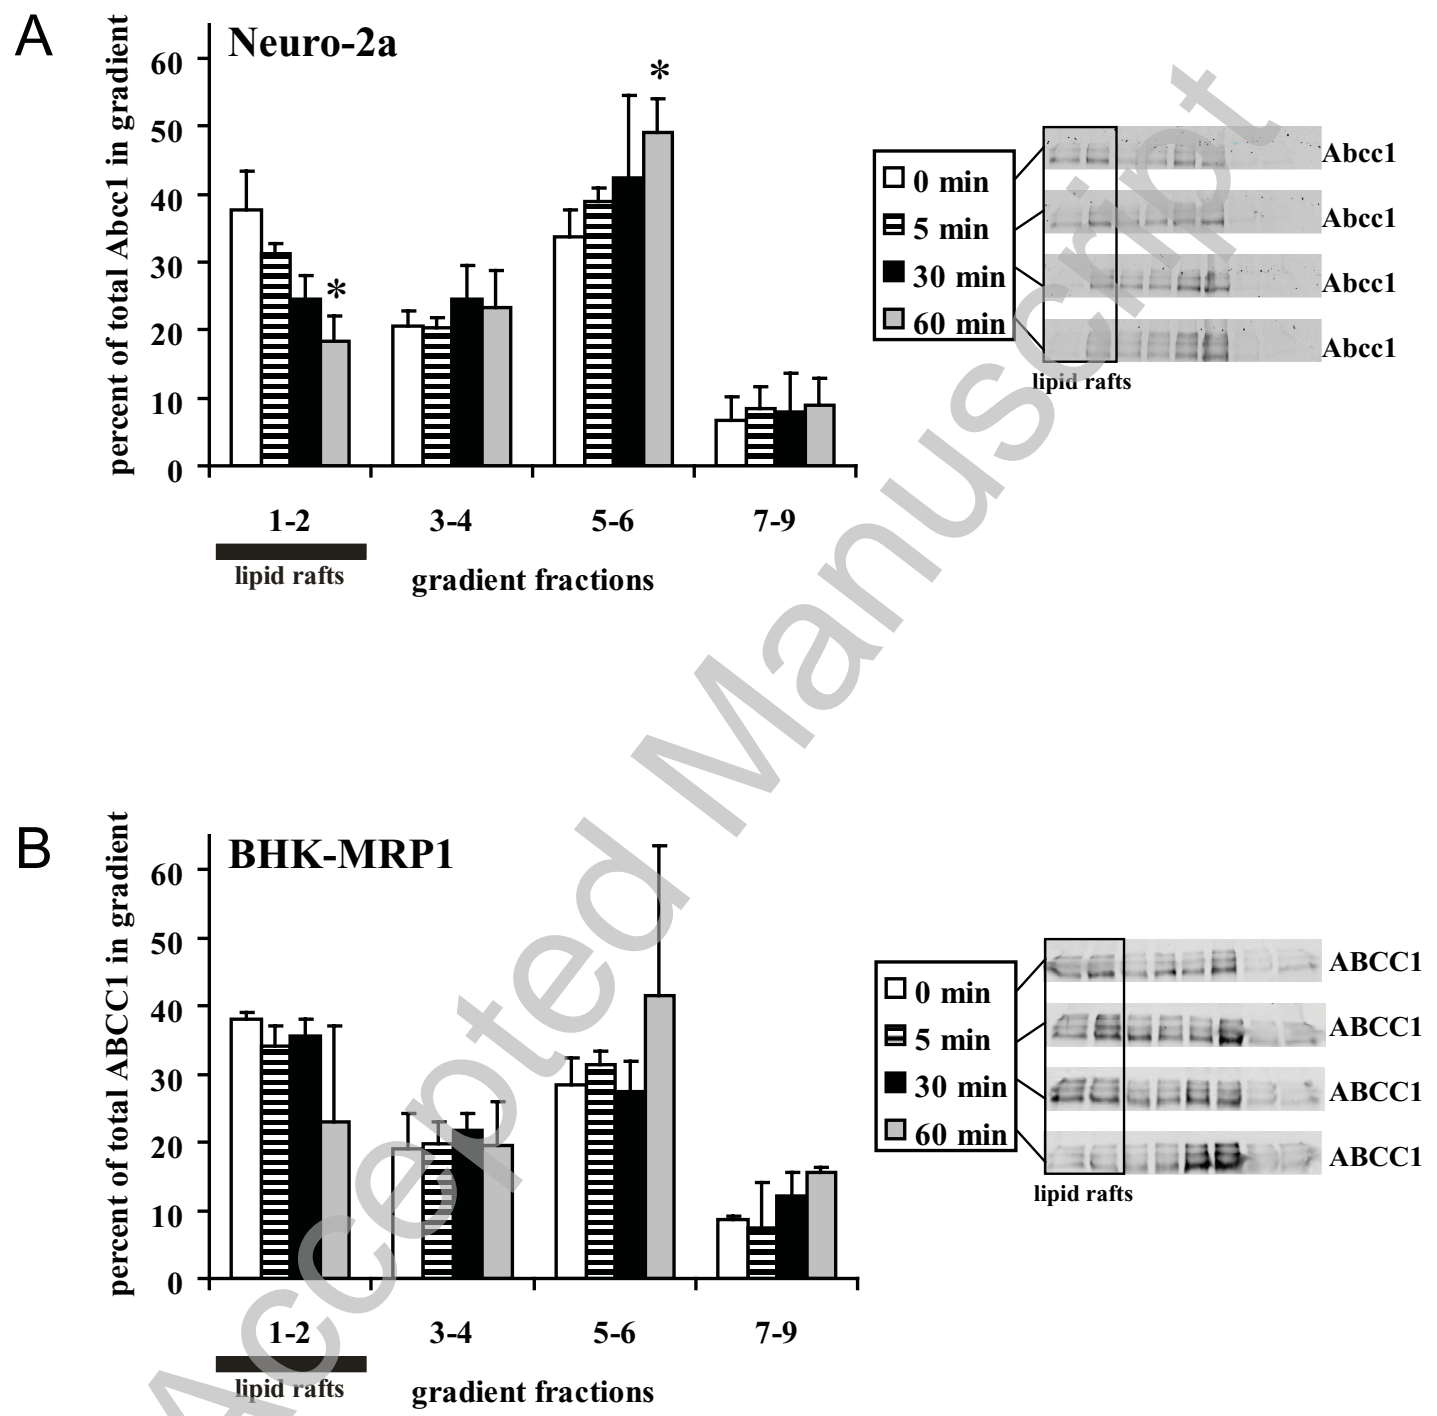 A
Neuro-2a
percent of total Abcc1 in gradient
60
50
40
30
20
10
0
*
*
1-2
3-4
5-6
7-9
lipid rafts
gradient fractions
0 min
5 min
30 min
60 min
Abcc1
Abcc1
Abcc1
Abcc1
lipid rafts
B
BHK-MRP1
percent of total ABCC1 in gradient
60
50
40
30
20
10
0
1-2
3-4
5-6
7-9
lipid rafts
gradient fractions
0 min
5 min
30 min
60 min
ABCC1
ABCC1
ABCC1
ABCC1
lipid rafts
Accepted Manuscript